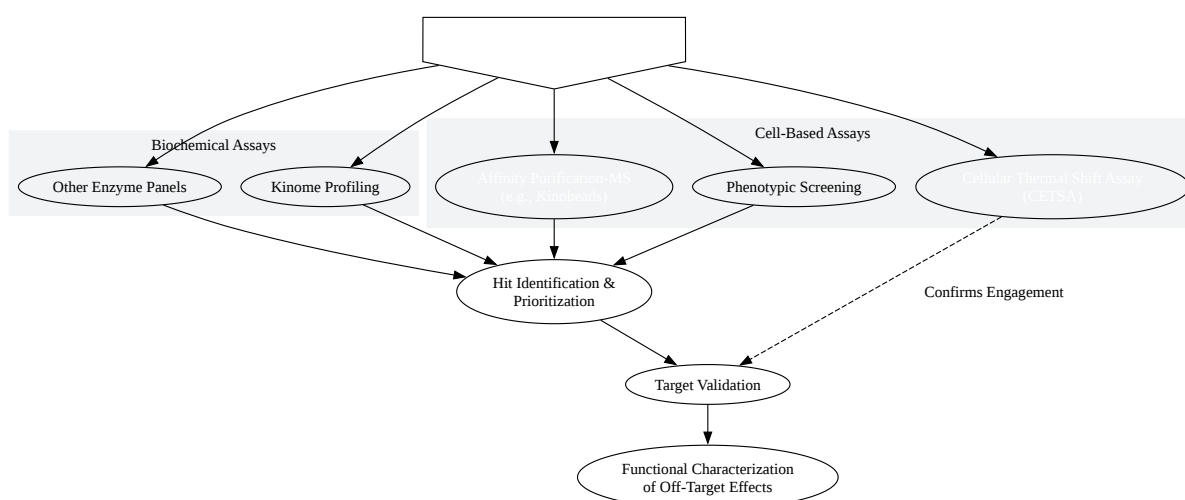 Biochemical Assays
Cell-Based Assays
Other Enzyme Panels
Kinome Profiling
Affinity Purification-MS
(e.g., Kinobeads)
Phenotypic Screening
Cellular Thermal Shift Assay
(CETSA)
Hit Identification &
Prioritization
Confirms Engagement
Target Validation
Functional Characterization
of Off-Target Effects